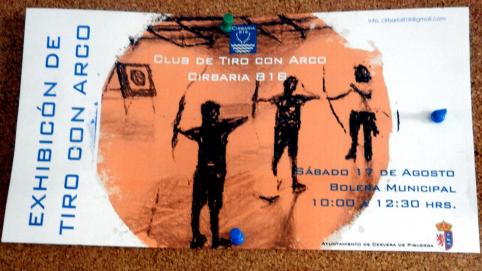 info. cirbaria818@gmail.com
CIRBARIA
818
CLUB DE TIRO CON ARCO
CIRBARIA 818
EXHIBICÓN DE
TIRO CON ARCO
SÁBADO 17 DE AGOSTO
BOLERA MUNICIPAL
10:00 A 12:30 HRS.
AYUNTAMIENTO DE CERVERA DE PISUERGA